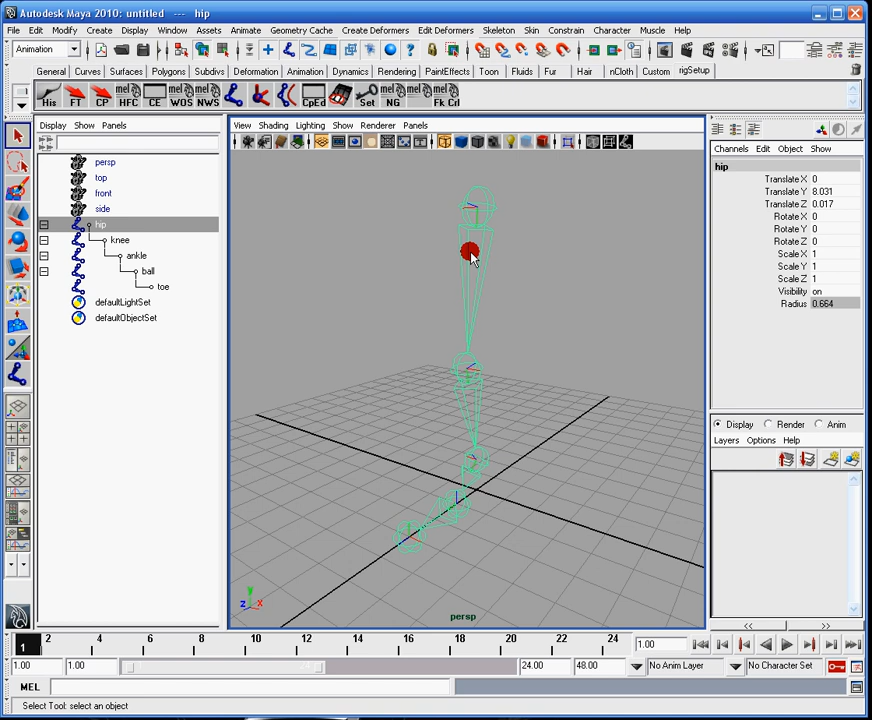 Autodesk Maya 2010: untitled --- hip
File Edit Modify Create Display Window Assets Animate Geometry Cache Create Deformers Edit Deformers Skeleton Skin Constrain Character Muscle Help
Animation
General Curves Surfaces Polygons Subdivs Deformation Animation Dynamics Rendering PaintEffects Toon Fluids Fur Hair nCloth Custom rigSetup
mel mel mel mel mel
His FT CP HFC CE WOS NWS CpEd Set NG Fk Crl
Display Show Panels
View Shading Lighting Show Renderer Panels
persp
top
front
side
hip
knee
ankle
ball
toe
defaultLightSet
defaultObjectSet
y
z x
persp
Channels Edit Object Show
hip
Translate X 0
Translate Y 8.031
Translate Z 0.017
Rotate X 0
Rotate Y 0
Rotate Z 0
Scale X 1
Scale Y 1
Scale Z 1
Visibility on
Radius 0.664
Display Render Anim
Layers Options Help
<< >>
1 2 4 6 8 10 12 14 16 18 20 22 24 1.00
1.00 1.00 24.00 48.00 No Anim Layer No Character Set
MEL
Select Tool: select an object